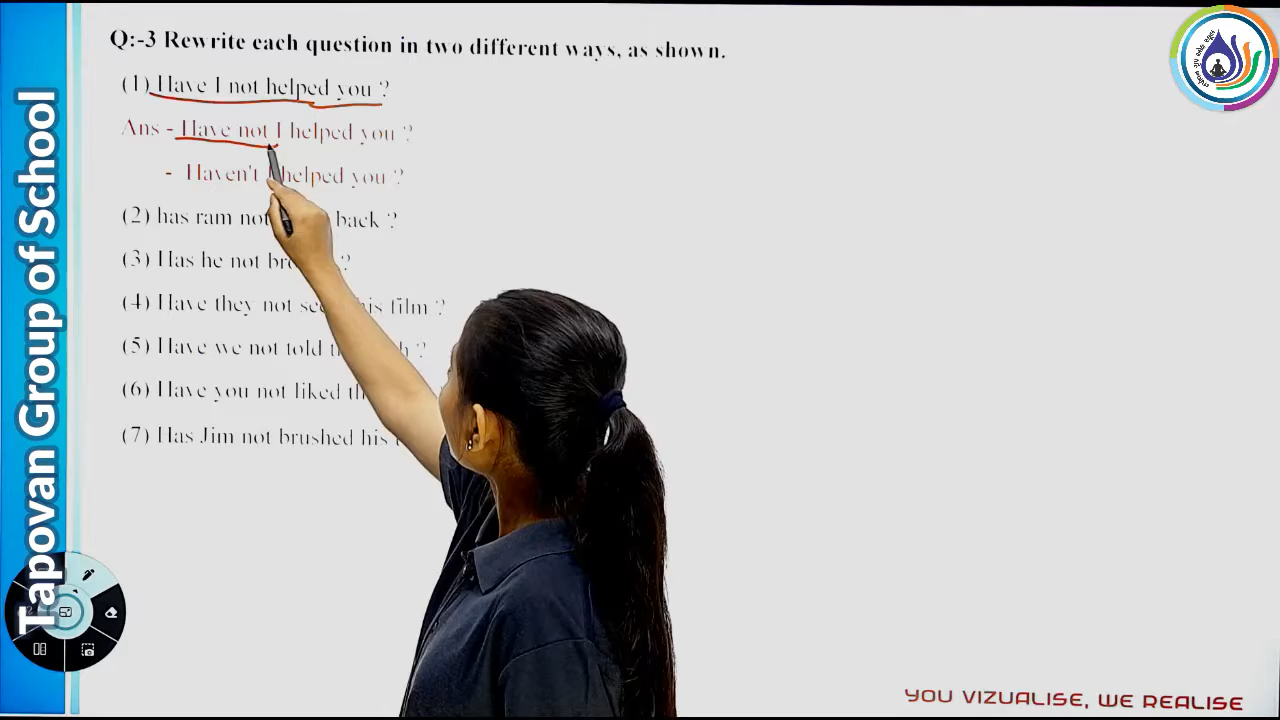 Q:-3 Rewrite each question in two different ways, as shown.
(1) Have I not helped you ?
Ans - Have not I helped you ?
- Haven't I helped you ?
(2) has ram not back ?
(3) Has he not ?
(4) Have they not film ?
(5) Have we not told ?
(6) Have you not liked
(7) Has Jim not brushed his
Tapovan Group of School
YOU VIZUALISE, WE REALISE